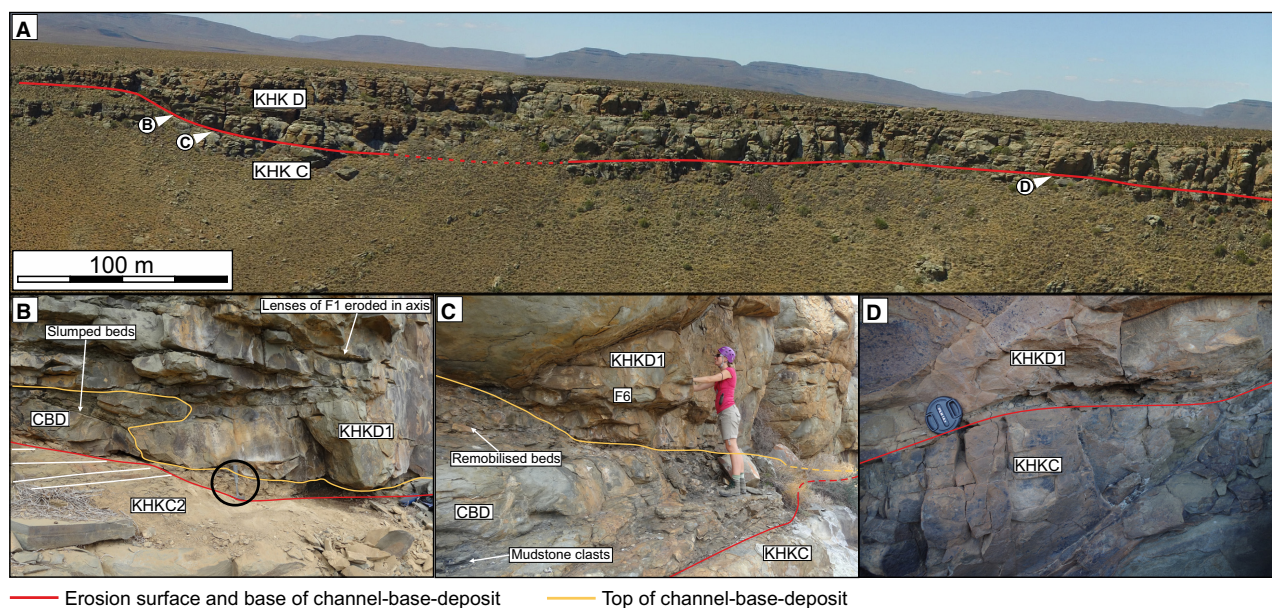 A
KHK D
B
C
KHK C
D
100 m
B
Lenses of F1 eroded in axis
Slumped beds
CBD
KHKD1
KHKC2
C
KHKD1
F6
Remobilised beds
CBD
Mudstone clasts
KHKC
D
KHKD1
KHKC
Erosion surface and base of channel-base-deposit
Top of channel-base-deposit